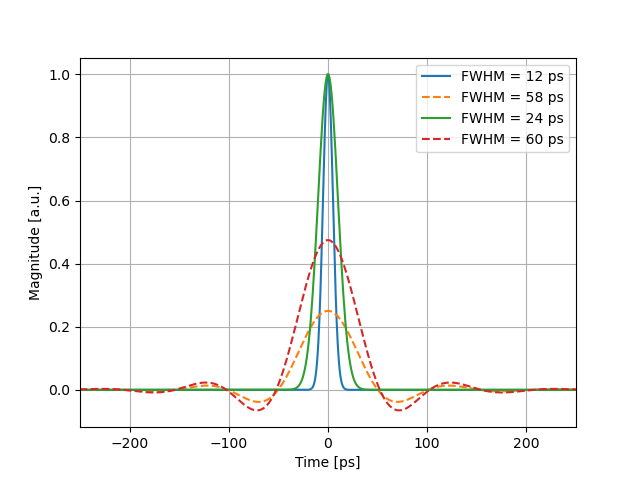 FWHM = 12 ps
FWHM = 58 ps
FWHM = 24 ps
FWHM = 60 ps
1.0
0.8
0.6
0.4
0.2
0.0
Magnitude [a.u.]
−200
−100
0
100
200
Time [ps]